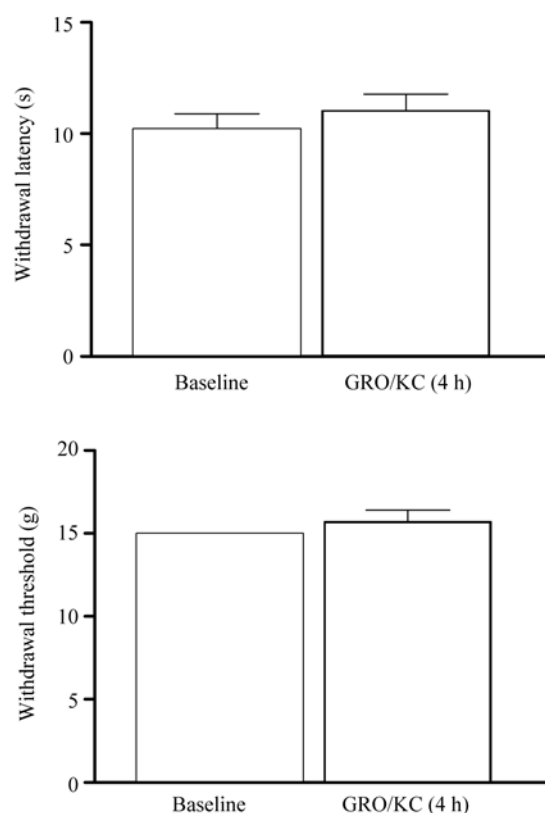 15
Withdrawal latency (s)
10
5
0
Baseline GRO/KC (4 h)
20
Withdrawal threshold (g)
15
10
5
0
Baseline GRO/KC (4 h)